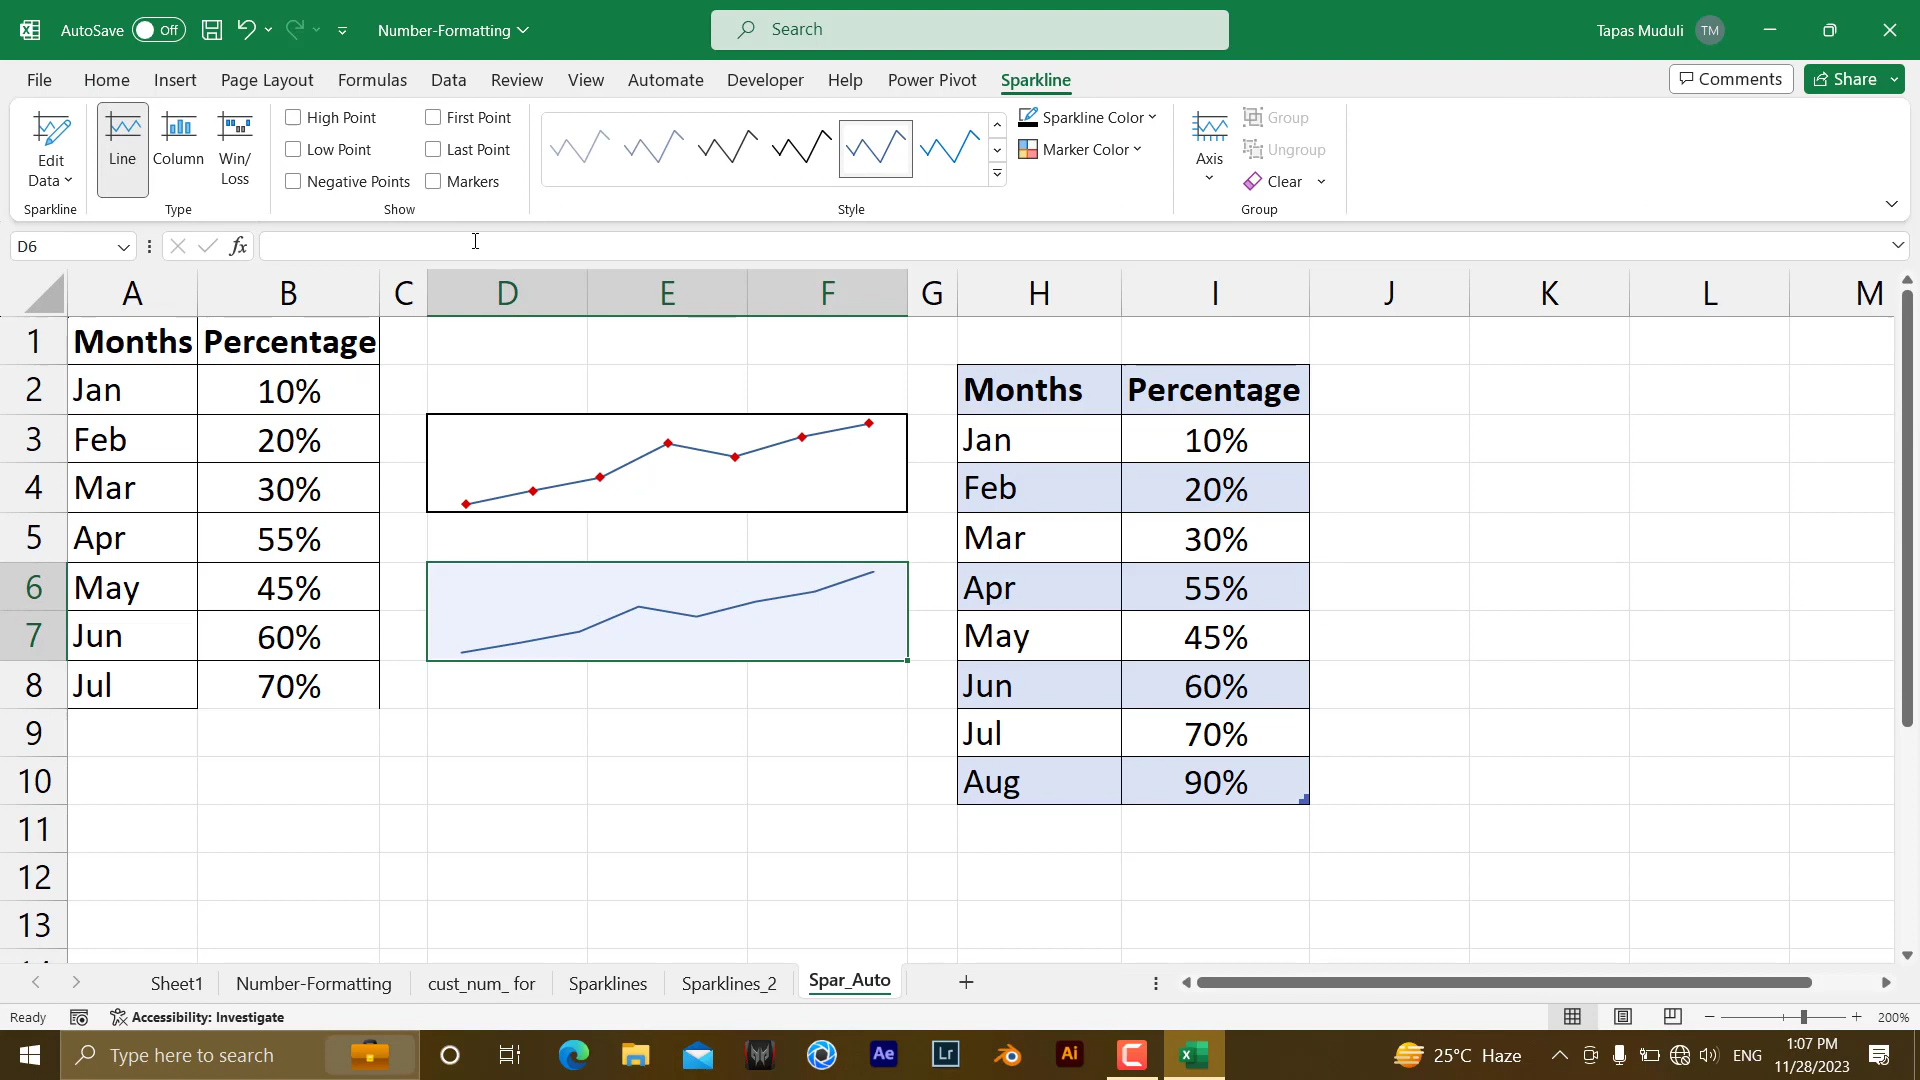 AutoSave Off Number-Formatting Search Tapas Muduli TM
File Home Insert Page Layout Formulas Data Review View Automate Developer Help Power Pivot Sparkline Comments Share
Edit Data
Sparkline
Line Column Win/
Loss
Type
High Point First Point
Low Point Last Point
Negative Points Markers
Show
Style
Sparkline Color
Marker Color
Axis
Group
Ungroup
Clear
Group
D6 fx
A B C D E F G H I J K L M
1 Months Percentage
2 Jan 10% Months Percentage
3 Feb 20% Jan 10%
4 Mar 30% Feb 20%
5 Apr 55% Mar 30%
6 May 45% Apr 55%
7 Jun 60% May 45%
8 Jul 70% Jun 60%
9 Jul 70%
10 Aug 90%
11
12
13
Sheet1 Number-Formatting cust_num_ for Sparklines Sparklines_2 Spar_Auto
Ready Accessibility: Investigate 200%
Type here to search Ae Lr Ai 25°C Haze ENG 1:07 PM
11/28/2023